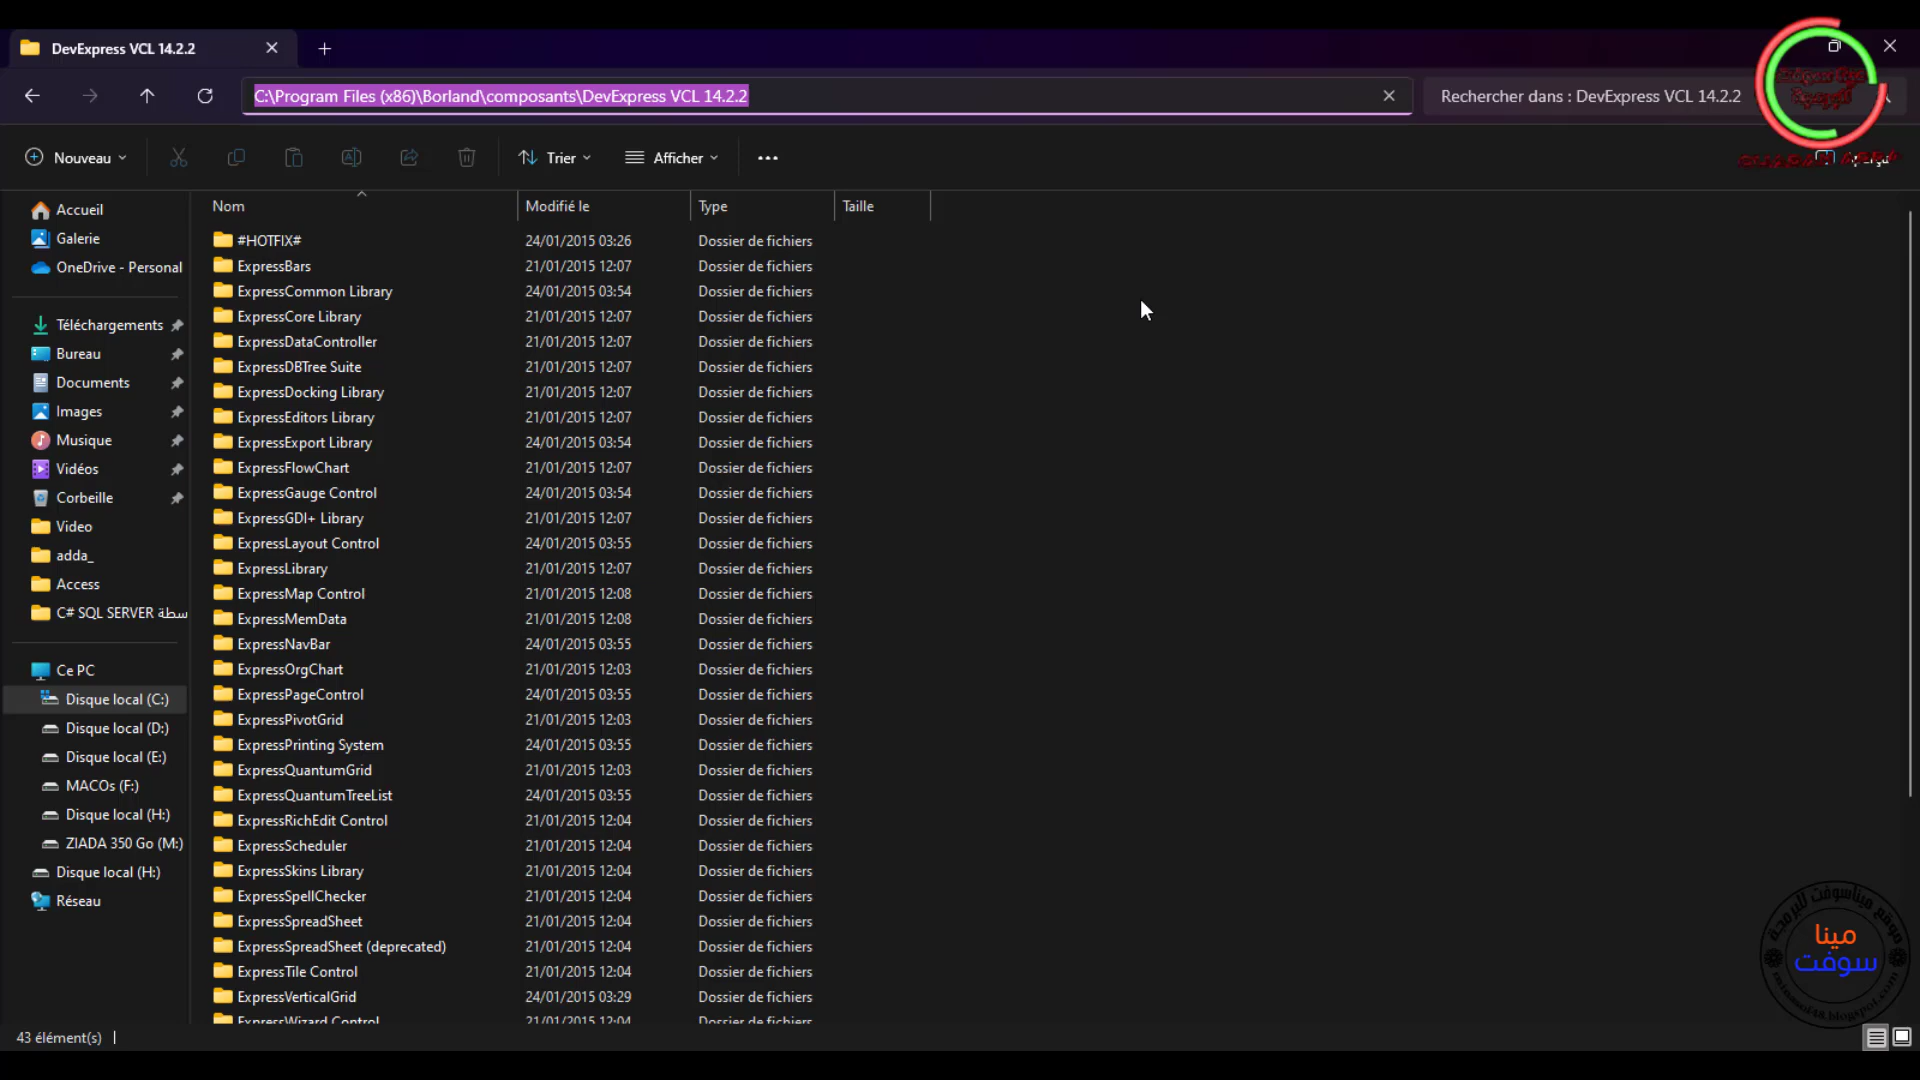 DevExpress VCL 14.2.2
C:\Program Files (x86)\Borland\composants\DevExpress VCL 14.2.2
Rechercher dans : DevExpress VCL 14.2.2
Nouveau
Trier
Afficher
Accueil
Galerie
OneDrive - Personal
Téléchargements
Bureau
Documents
Images
Musique
Vidéos
Corbeille
Video
adda_
Access
C# SQL SERVER سطة
Ce PC
Disque local (C:)
Disque local (D:)
Disque local (E:)
MACOs (F:)
Disque local (H:)
ZIADA 350 Go (M:)
Disque local (H:)
Réseau
Nom Modifié le Type Taille
#HOTFIX# 24/01/2015 03:26 Dossier de fichiers
ExpressBars 21/01/2015 12:07 Dossier de fichiers
ExpressCommon Library 24/01/2015 03:54 Dossier de fichiers
ExpressCore Library 21/01/2015 12:07 Dossier de fichiers
ExpressDataController 21/01/2015 12:07 Dossier de fichiers
ExpressDBTree Suite 21/01/2015 12:07 Dossier de fichiers
ExpressDocking Library 21/01/2015 12:07 Dossier de fichiers
ExpressEditors Library 21/01/2015 12:07 Dossier de fichiers
ExpressExport Library 24/01/2015 03:54 Dossier de fichiers
ExpressFlowChart 21/01/2015 12:07 Dossier de fichiers
ExpressGauge Control 24/01/2015 03:54 Dossier de fichiers
ExpressGDI+ Library 21/01/2015 12:07 Dossier de fichiers
ExpressLayout Control 24/01/2015 03:55 Dossier de fichiers
ExpressLibrary 21/01/2015 12:07 Dossier de fichiers
ExpressMap Control 21/01/2015 12:08 Dossier de fichiers
ExpressMemData 21/01/2015 12:08 Dossier de fichiers
ExpressNavBar 24/01/2015 03:55 Dossier de fichiers
ExpressOrgChart 21/01/2015 12:03 Dossier de fichiers
ExpressPageControl 24/01/2015 03:55 Dossier de fichiers
ExpressPivotGrid 21/01/2015 12:03 Dossier de fichiers
ExpressPrinting System 24/01/2015 03:55 Dossier de fichiers
ExpressQuantumGrid 21/01/2015 12:03 Dossier de fichiers
ExpressQuantumTreeList 24/01/2015 03:55 Dossier de fichiers
ExpressRichEdit Control 21/01/2015 12:04 Dossier de fichiers
ExpressScheduler 21/01/2015 12:04 Dossier de fichiers
ExpressSkins Library 21/01/2015 12:04 Dossier de fichiers
ExpressSpellChecker 21/01/2015 12:04 Dossier de fichiers
ExpressSpreadSheet 21/01/2015 12:04 Dossier de fichiers
ExpressSpreadSheet (deprecated) 21/01/2015 12:04 Dossier de fichiers
ExpressTile Control 21/01/2015 12:04 Dossier de fichiers
ExpressVerticalGrid 24/01/2015 03:29 Dossier de fichiers
ExpressWizard Control 21/01/2015 12:04 Dossier de fichiers
43 élément(s)
موقع ميناسوفت للبرمجة
مينا
سوفت